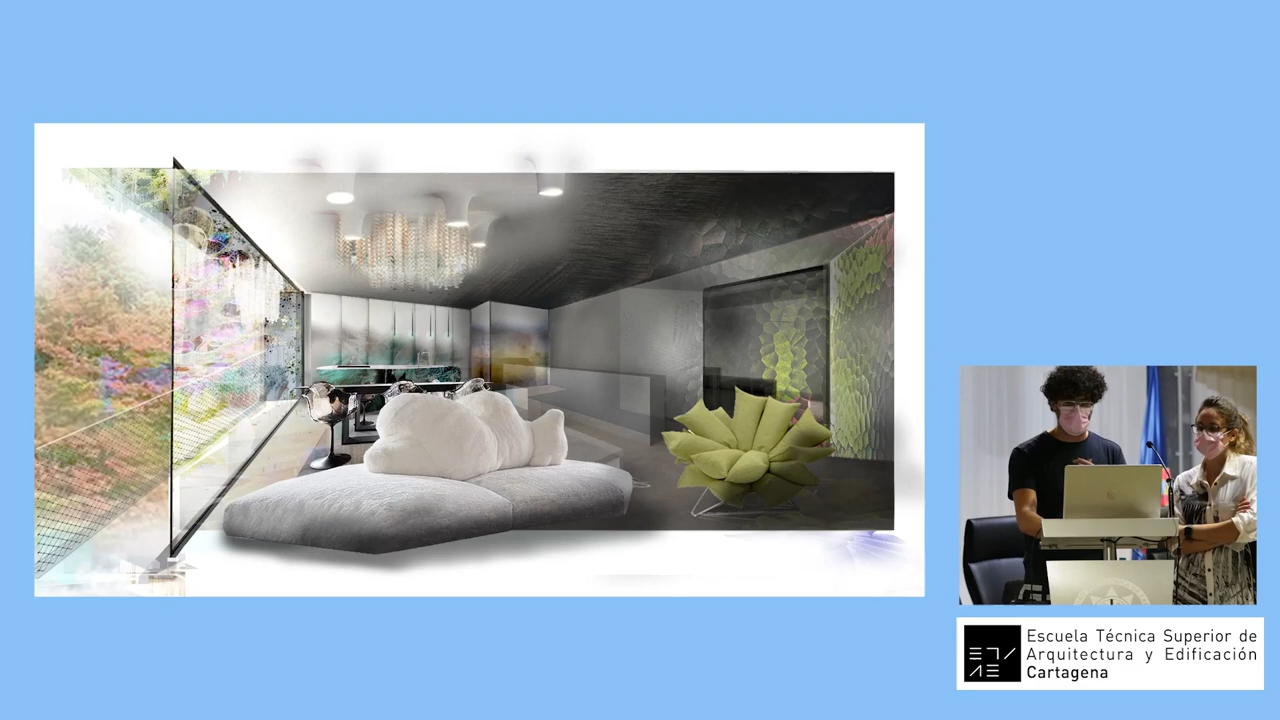 Escuela Técnica Superior de
Arquitectura y Edificación
Cartagena